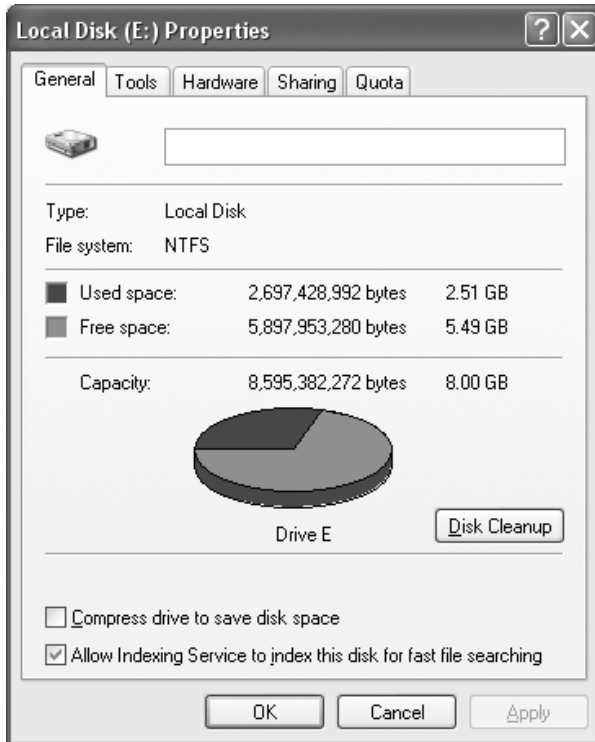 Local Disk (E:) Properties ? X
General Tools Hardware Sharing Quota
Type: Local Disk
File system: NTFS
Used space: 2,697,428,992 bytes 2.51 GB
Free space: 5,897,953,280 bytes 5.49 GB
Capacity: 8,595,382,272 bytes 8.00 GB
Drive E Disk Cleanup
Compress drive to save disk space
Allow Indexing Service to index this disk for fast file searching
OK Cancel Apply